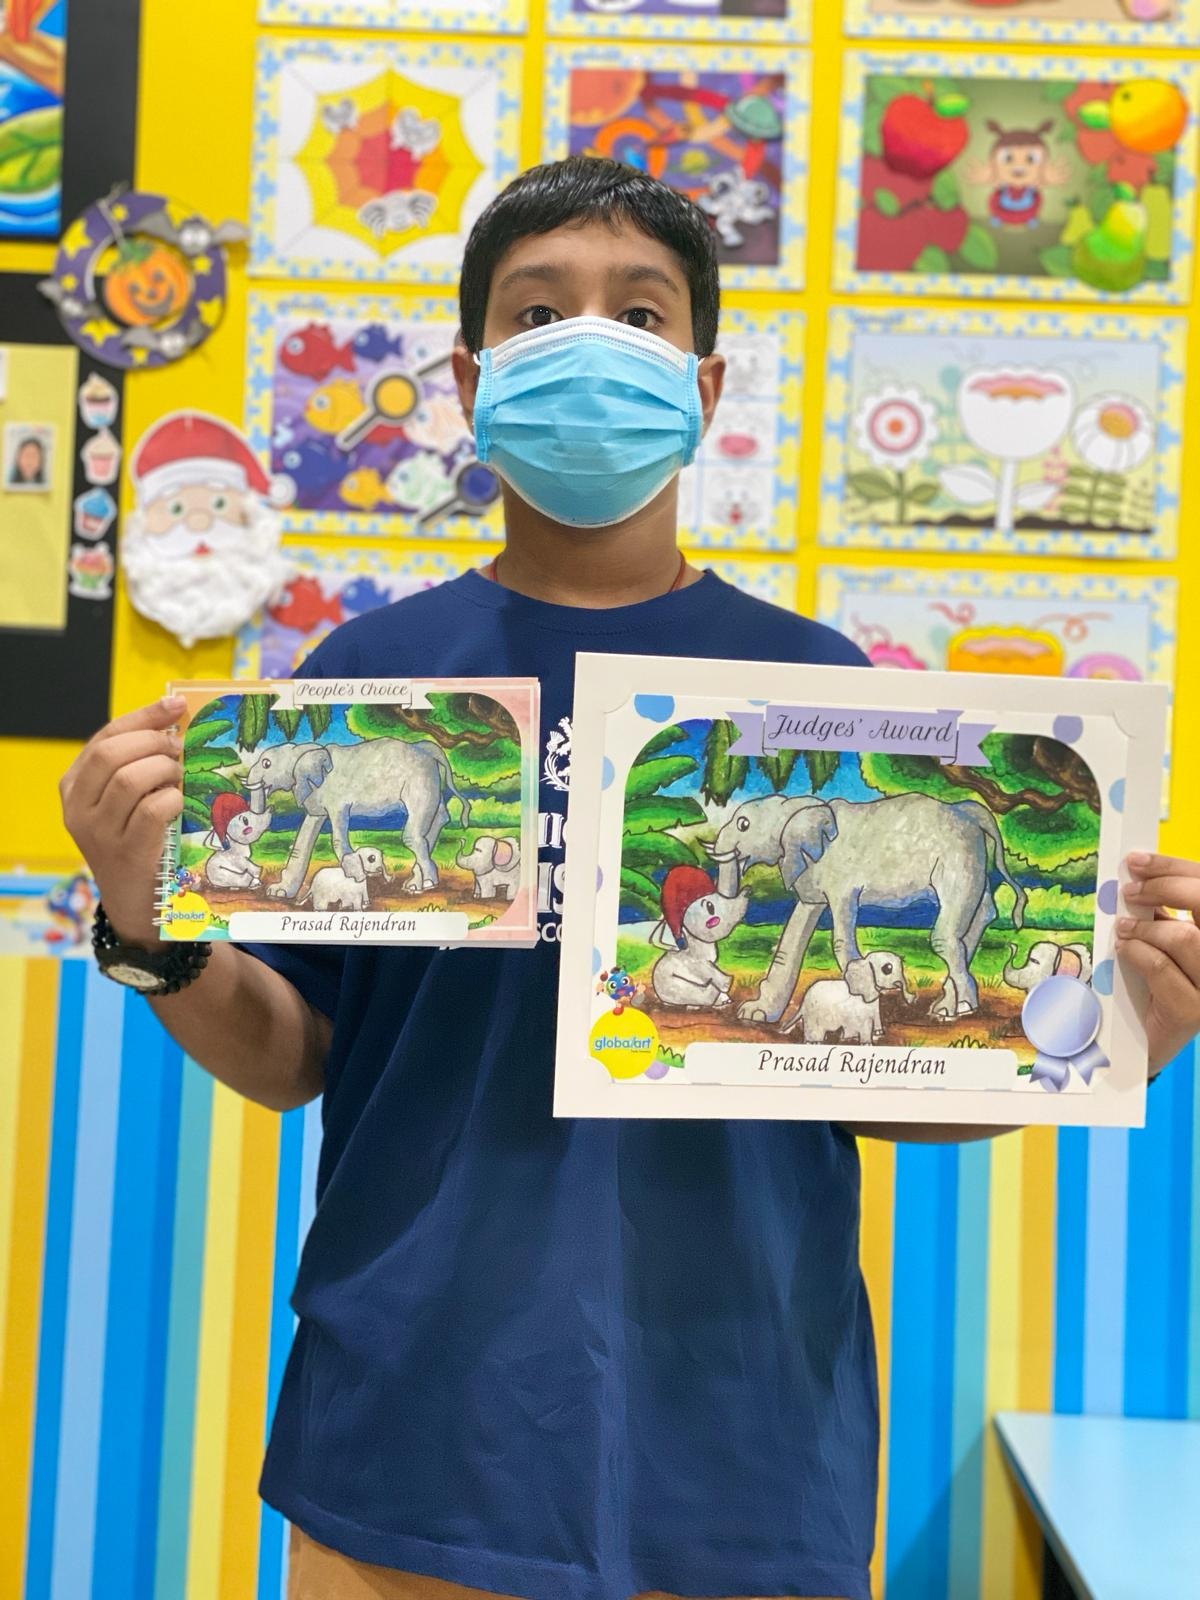 People's Choice
globalart
Prasad Rajendran
Judges' Award
globalart
Prasad Rajendran